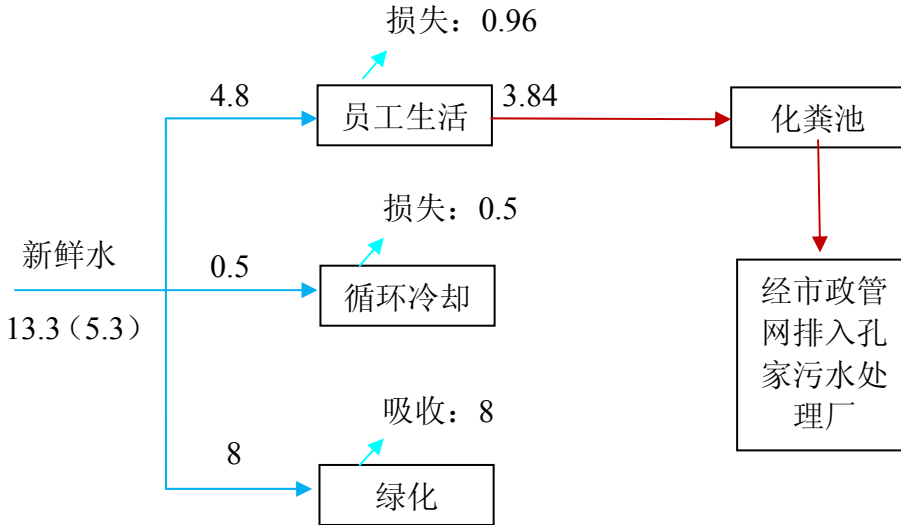 损失：0.96
4.8
员工生活
3.84
化粪池
损失：0.5
新鲜水
0.5
循环冷却
13.3（5.3）
经市政管
网排入孔
家污水处
理厂
吸收：8
8
绿化